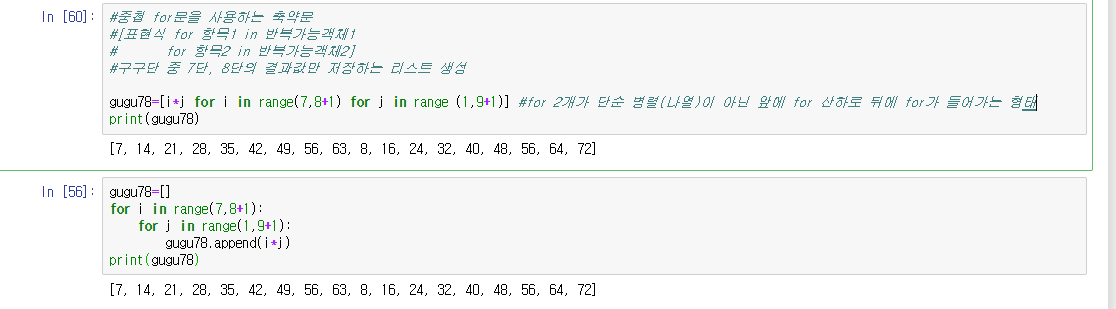 In [60]: #중첩 for문을 사용하는 축약문
#[표현식 for 항목1 in 반복가능객체1
# for 항목2 in 반복가능객체2]
#구구단 중 7단, 8단의 결과값만 저장하는 리스트 생성
gugu78=[i*j for i in range(7,8+1) for j in range (1,9+1)] #for 2개가 단순 병렬(나열)이 아닌 앞에 for 산하로 뒤에 for가 들어가는 형태
print(gugu78)
[7, 14, 21, 28, 35, 42, 49, 56, 63, 8, 16, 24, 32, 40, 48, 56, 64, 72]
In [56]: gugu78=[]
for i in range(7,8+1):
for j in range(1,9+1):
gugu78.append(i*j)
print(gugu78)
[7, 14, 21, 28, 35, 42, 49, 56, 63, 8, 16, 24, 32, 40, 48, 56, 64, 72]